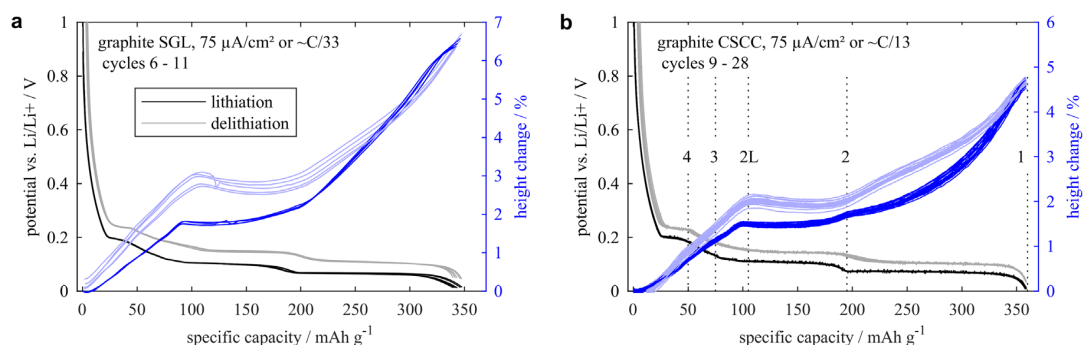 a
graphite SGL, 75 µA/cm² or ~C/33
cycles 6 - 11
lithiation
delithiation
potential vs. Li/Li+ / V
1
0.8
0.6
0.4
0.2
0
0 50 100 150 200 250 300 350
specific capacity / mAh g-1
7
6
5
4
3
2
1
0
height change / %
b
graphite CSCC, 75 µA/cm² or ~C/13
cycles 9 - 28
4 3 2L 2 1
potential vs. Li/Li+ / V
1
0.8
0.6
0.4
0.2
0
0 50 100 150 200 250 300 350
specific capacity / mAh g-1
6
5
4
3
2
1
0
height change / %